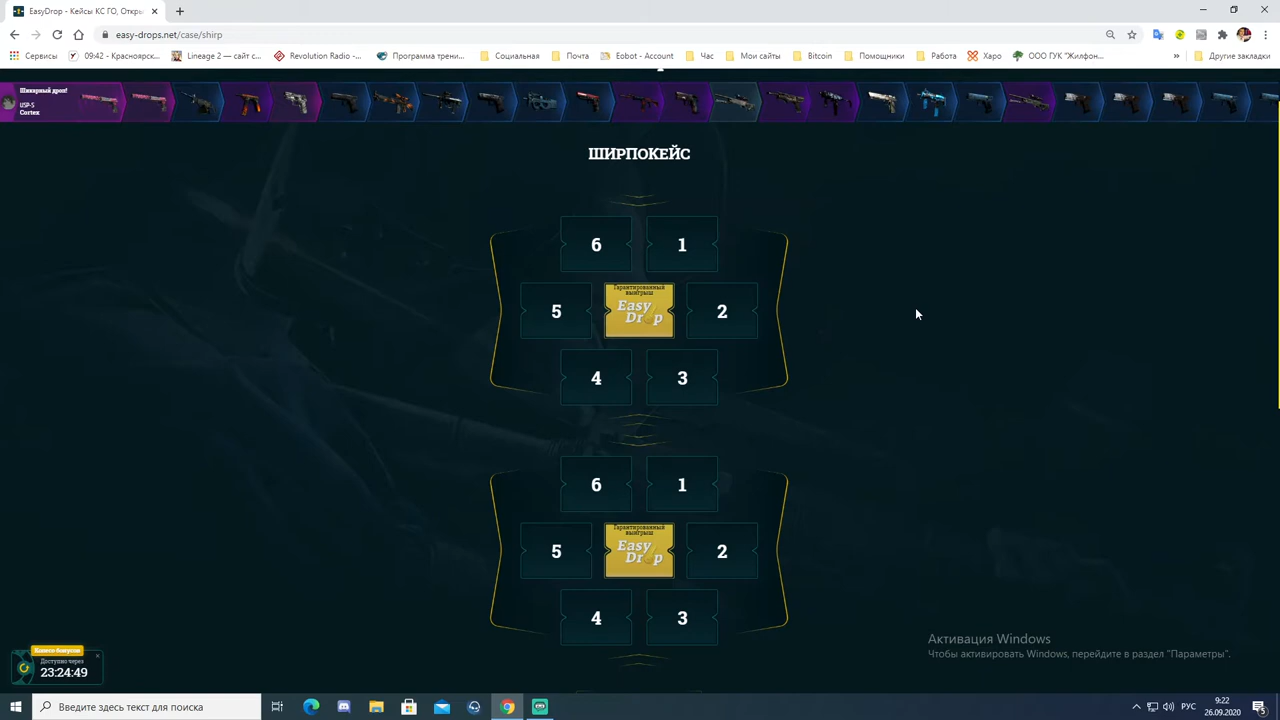 EasyDrop - Кейсы КС ГО, Откры
easy-drops.net/case/shirp
Сервисы
09:42 - Красноярск...
Lineage 2 — сайт с...
Revolution Radio -...
Программа трени...
Социальная
Почта
Eobot - Account
Час
Мои сайты
Bitcoin
Помощники
Работа
Харо
ООО ГУК "Жилфон...
»
Другие закладки
Шикарный дроп!
USP-S
Cortex
ШИРПОКЕЙС
6 1
Гарантированный
выигрыш
5 Easy Drop 2
4 3
6 1
Гарантированный
выигрыш
5 Easy Drop 2
4 3
Активация Windows
Чтобы активировать Windows, перейдите в раздел "Параметры".
Колесо бонусов
Доступно через
23:24:49
Введите здесь текст для поиска
РУС
9:22
26.09.2020
5